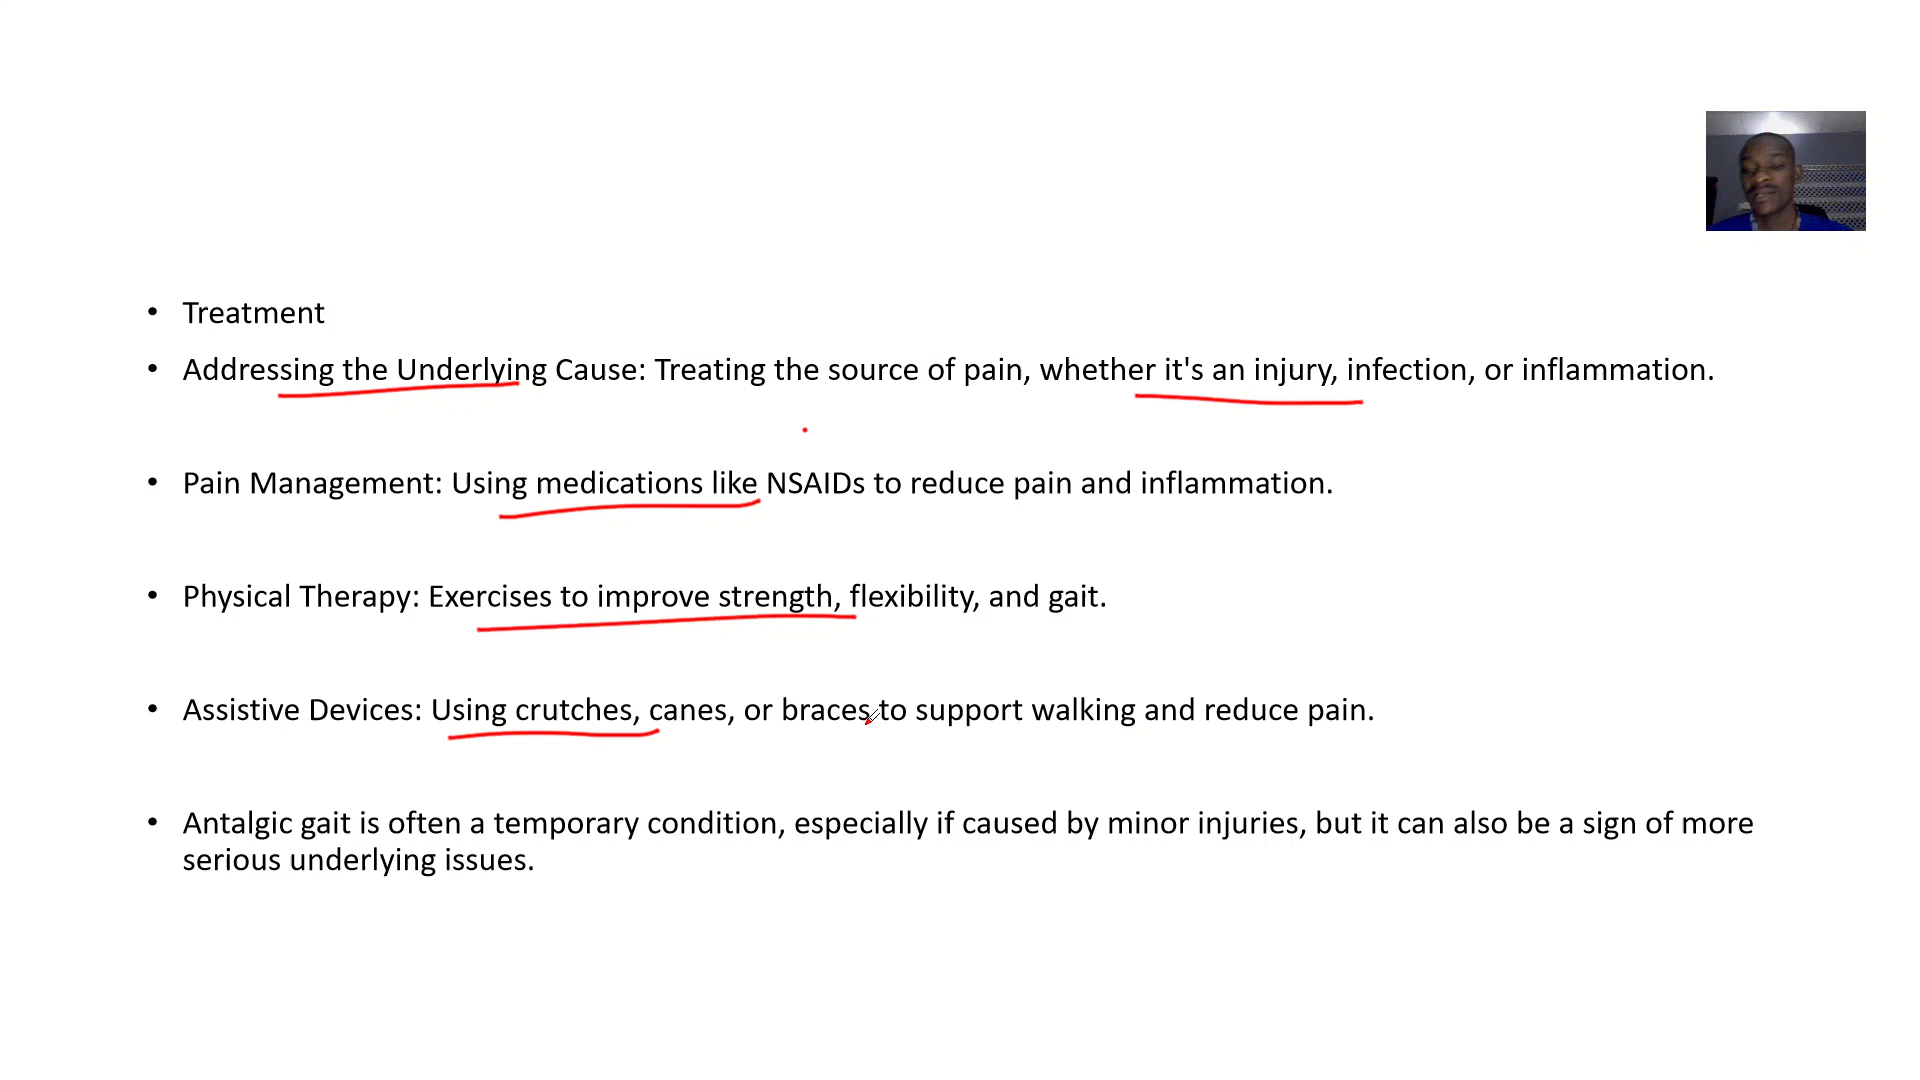 • Treatment
• Addressing the Underlying Cause: Treating the source of pain, whether it's an injury, infection, or inflammation.
• Pain Management: Using medications like NSAIDs to reduce pain and inflammation.
• Physical Therapy: Exercises to improve strength, flexibility, and gait.
• Assistive Devices: Using crutches, canes, or braces to support walking and reduce pain.
• Antalgic gait is often a temporary condition, especially if caused by minor injuries, but it can also be a sign of more
serious underlying issues.